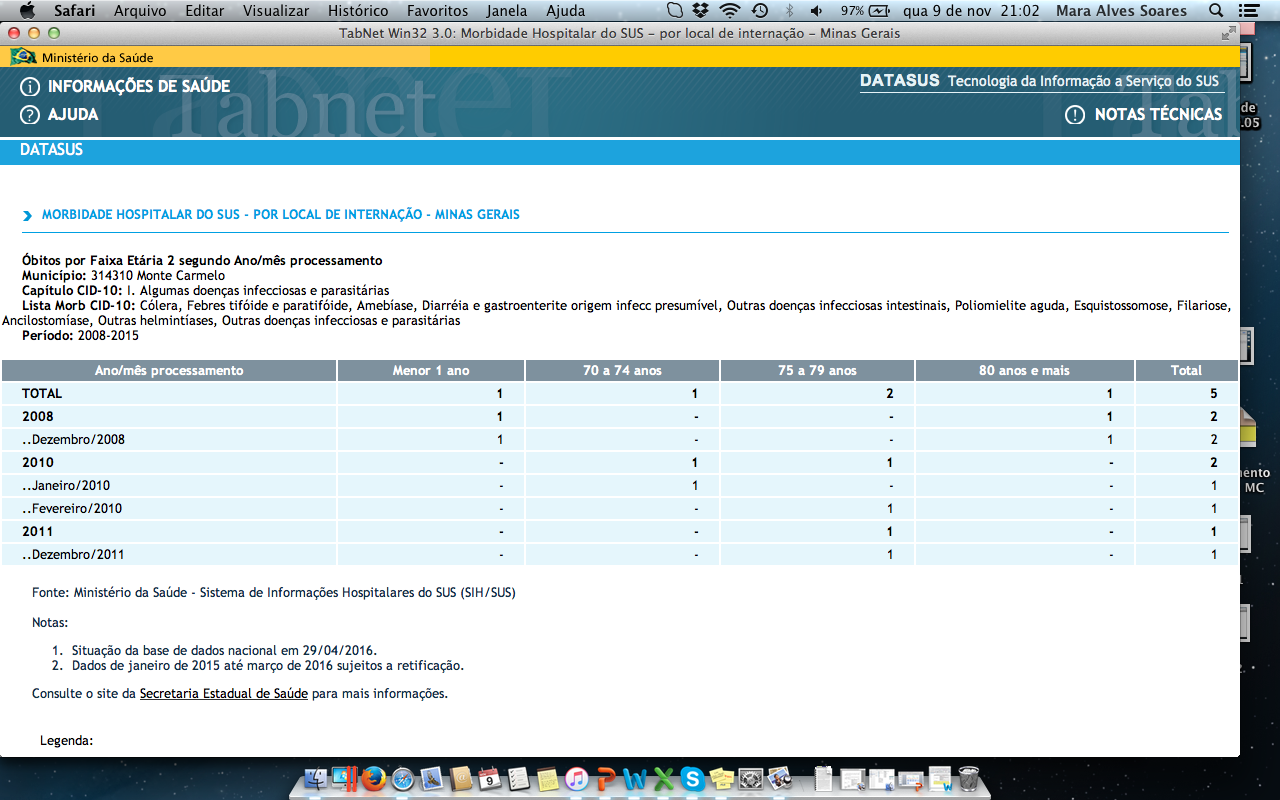 Safari Arquivo Editar Visualizar Histórico Favoritos Janela Ajuda 97% qua 9 de nov 21:02 Mara Alves Soares
TabNet Win32 3.0: Morbidade Hospitalar do SUS – por local de internação – Minas Gerais
Ministério da Saúde
INFORMAÇÕES DE SAÚDE
DATASUS Tecnologia da Informação a Serviço do SUS
Tabnet
AJUDA
NOTAS TÉCNICAS
de
.05
DATASUS
MORBIDADE HOSPITALAR DO SUS - POR LOCAL DE INTERNAÇÃO - MINAS GERAIS
Óbitos por Faixa Etária 2 segundo Ano/mês processamento
Município: 314310 Monte Carmelo
Capítulo CID-10: I. Algumas doenças infecciosas e parasitárias
Lista Morb CID-10: Cólera, Febres tifóide e paratifóide, Amebíase, Diarréia e gastroenterite origem infecc presumível, Outras doenças infecciosas intestinais, Poliomielite aguda, Esquistossomose, Filariose,
Ancilostomíase, Outras helmintíases, Outras doenças infecciosas e parasitárias
Período: 2008-2015
Ano/mês processamento Menor 1 ano 70 a 74 anos 75 a 79 anos 80 anos e mais Total
TOTAL 1 1 2 1 5
2008 1 - - 1 2
..Dezembro/2008 1 - - 1 2
2010 - 1 1 - 2
..Janeiro/2010 - 1 - - 1
..Fevereiro/2010 - - 1 - 1
2011 - - 1 - 1
..Dezembro/2011 - - 1 - 1
mento
MC
Fonte: Ministério da Saúde - Sistema de Informações Hospitalares do SUS (SIH/SUS)
Notas:
1. Situação da base de dados nacional em 29/04/2016.
2. Dados de janeiro de 2015 até março de 2016 sujeitos a retificação.
Consulte o site da Secretaria Estadual de Saúde para mais informações.
Legenda: